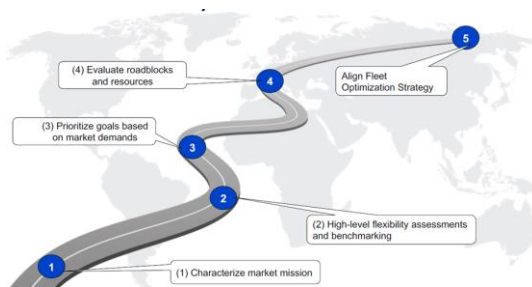 5
Align Fleet
Optimization Strategy
(4) Evaluate roadblocks
and resources
4
(3) Prioritize goals based
on market demands
3
2
(2) High-level flexibility assessments
and benchmarking
1
(1) Characterize market mission